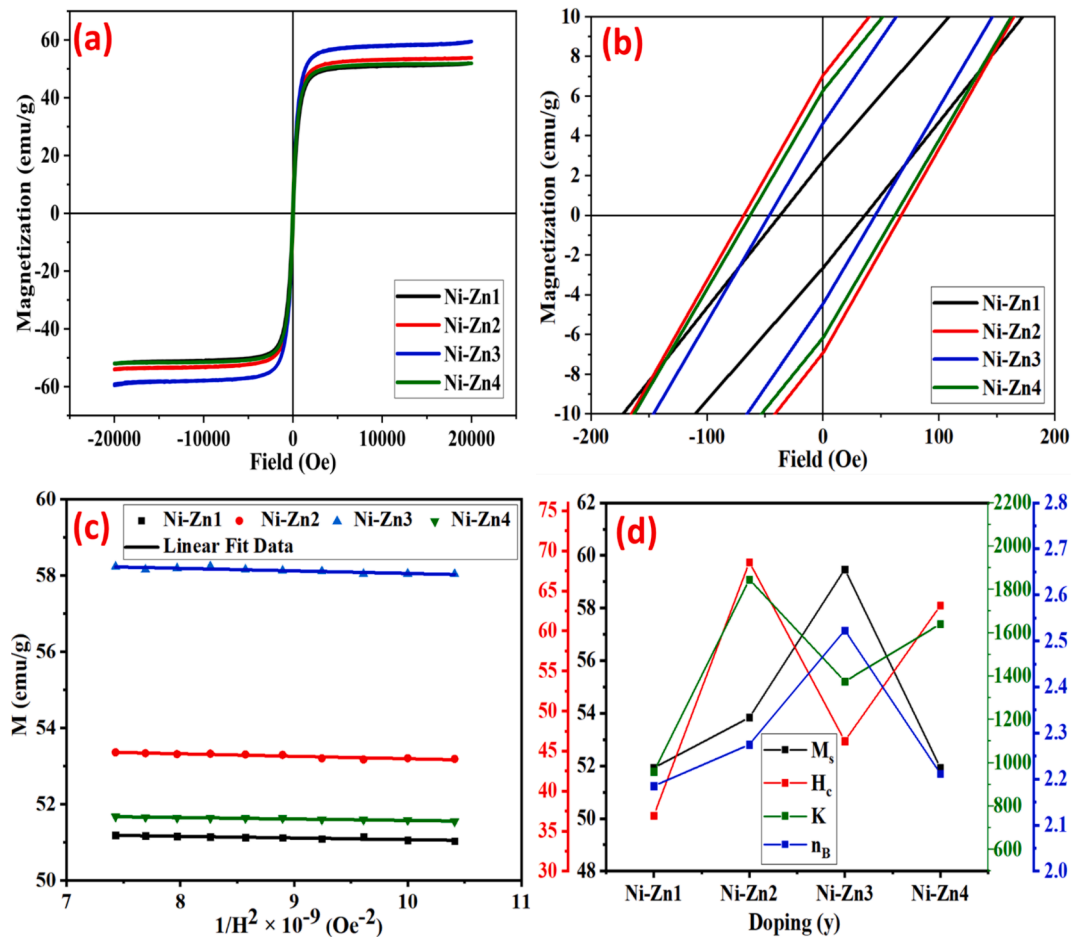 (a)
Magnetization (emu/g)
60
40
20
0
-20
-40
-60
-20000 -10000 0 10000 20000
Field (Oe)
Ni-Zn1
Ni-Zn2
Ni-Zn3
Ni-Zn4
(b)
Magnetization (emu/g)
10
8
6
4
2
0
-2
-4
-6
-8
-10
-200 -100 0 100 200
Field (Oe)
Ni-Zn1
Ni-Zn2
Ni-Zn3
Ni-Zn4
(c)
Ni-Zn1 Ni-Zn2 Ni-Zn3 Ni-Zn4
Linear Fit Data
M (emu/g)
60
58
56
54
52
50
7 8 9 10 11
1/H² × 10⁻⁹ (Oe⁻²)
(d)
75
70
65
60
55
50
45
40
35
30
62
60
58
56
54
52
50
48
Mₛ
H꜀
K
n_B
Ni-Zn1 Ni-Zn2 Ni-Zn3 Ni-Zn4
Doping (y)
2200
2000
1800
1600
1400
1200
1000
800
600
2.8
2.7
2.6
2.5
2.4
2.3
2.2
2.1
2.0